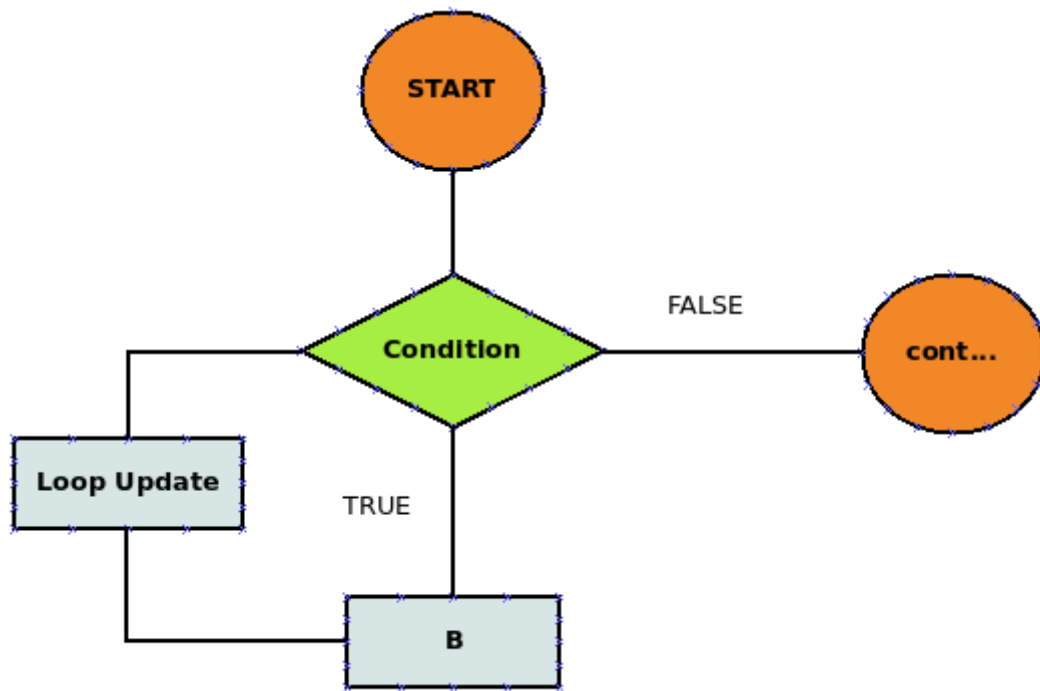 START
FALSE
Condition
cont...
Loop Update
TRUE
B